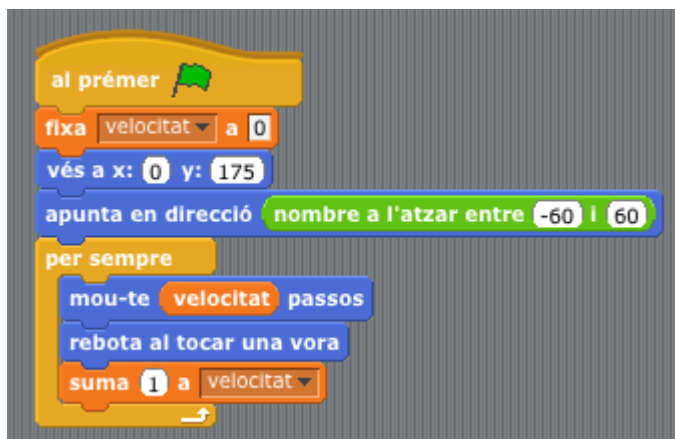 al prémer
fixa velocitat a 0
vés a x: 0 y: 175
apunta en direcció nombre a l'atzar entre -60 i 60
per sempre
mou-te velocitat passos
rebota al tocar una vora
suma 1 a velocitat